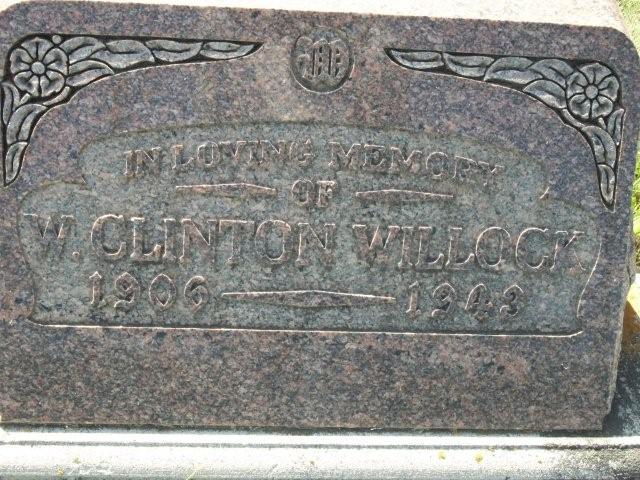 IN LOVING MEMORY
OF
W. CLINTON WILLOCK
1906 — 1943